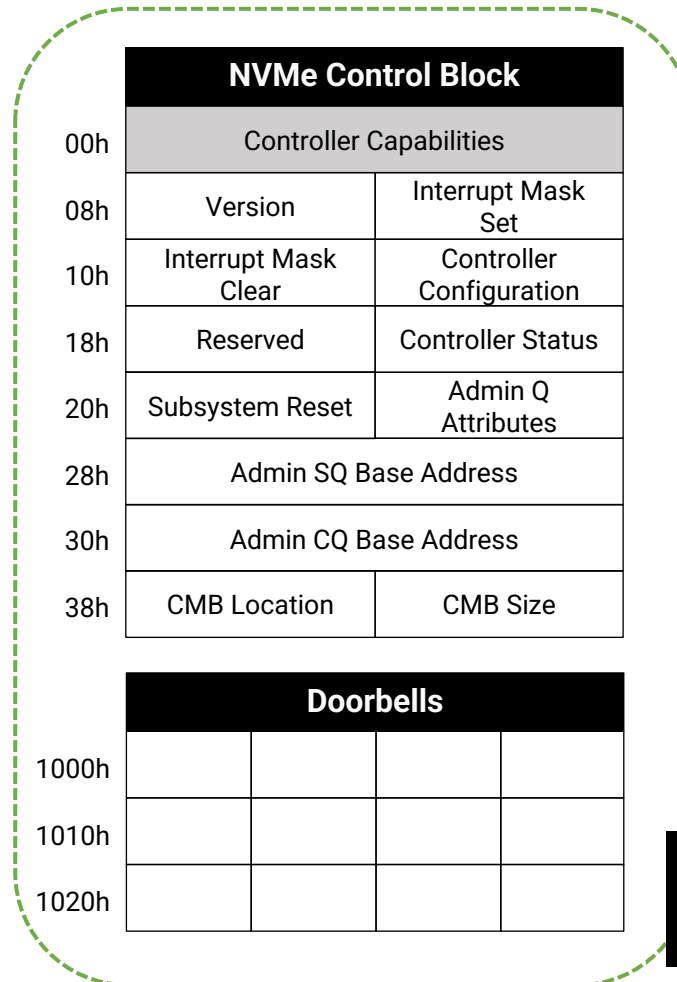 NVMe Control Block
00h Controller Capabilities
08h Version Interrupt Mask
Set
10h Interrupt Mask
Clear Controller
Configuration
18h Reserved Controller Status
20h Subsystem Reset Admin Q
Attributes
28h Admin SQ Base Address
30h Admin CQ Base Address
38h CMB Location CMB Size
Doorbells
1000h
1010h
1020h